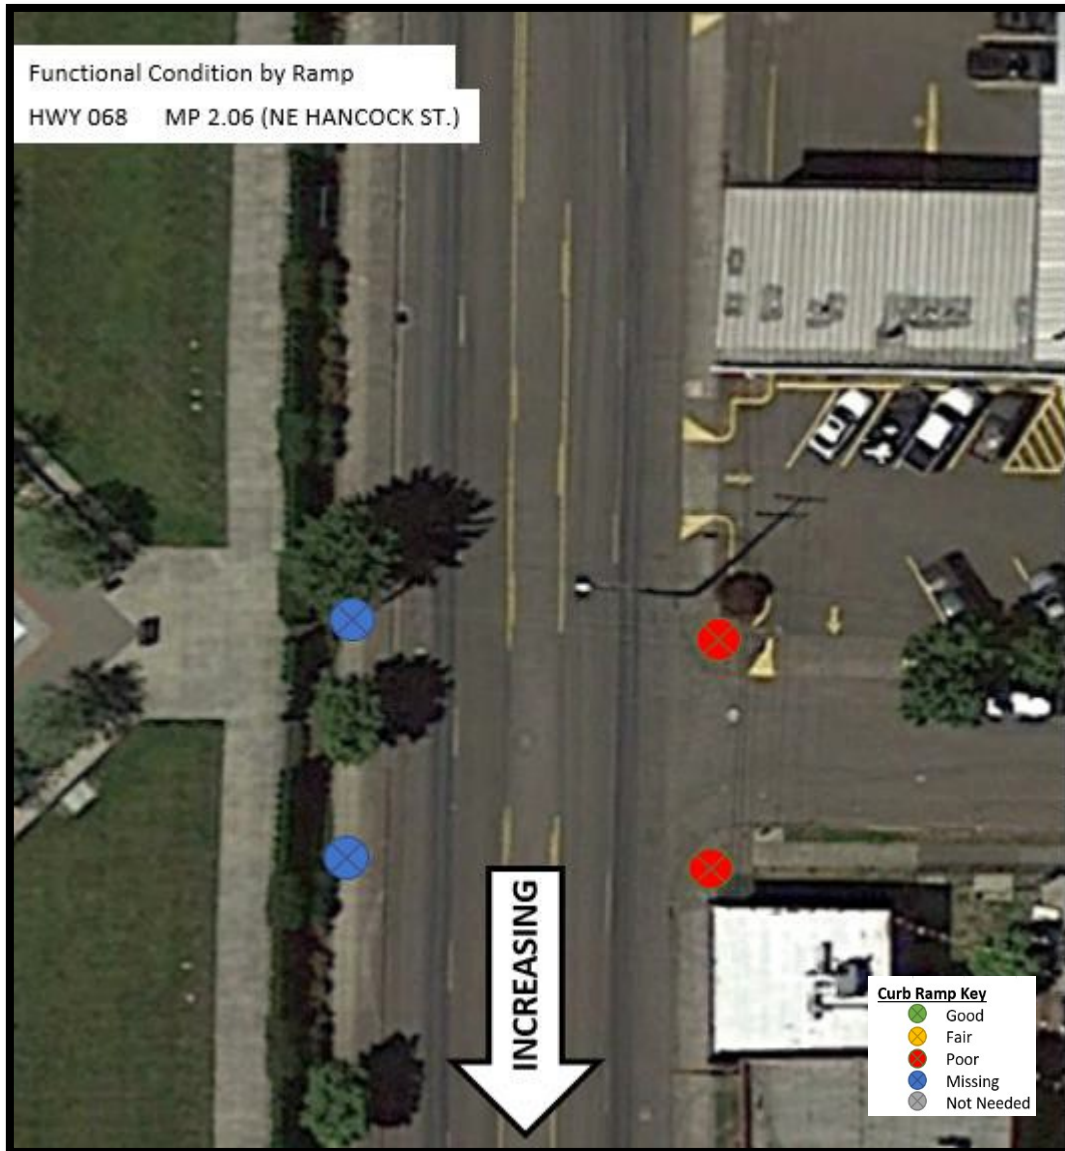 Functional Condition by Ramp
HWY 068 MP 2.06 (NE HANCOCK ST.)
INCREASING
Curb Ramp Key
Good
Fair
Poor
Missing
Not Needed